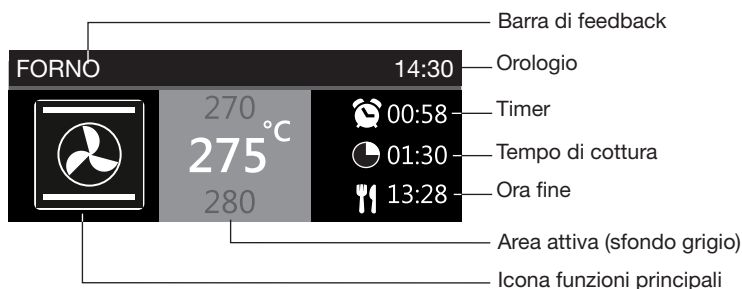 Barra di feedback
FORNO 14:30 Orologio
270
275°C
280
00:58 Timer
01:30 Tempo di cottura
13:28 Ora fine
Area attiva (sfondo grigio)
Icona funzioni principali